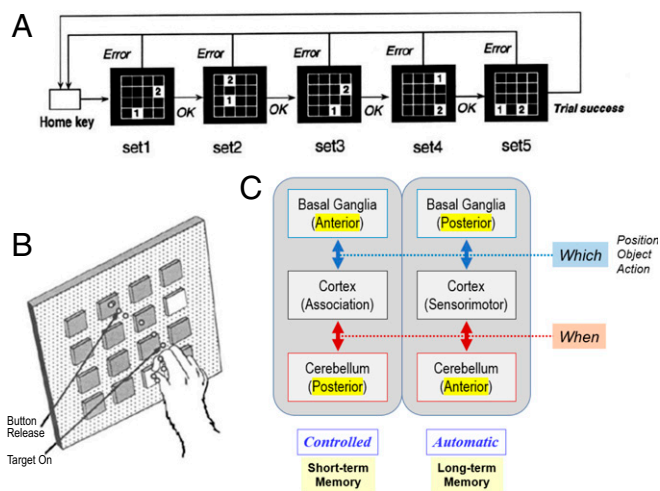 A
Error
Error
Error
Error
Error
2
1
2
1
2
1
1
2
1
2
Home key
OK
OK
OK
OK
Trial success
set1
set2
set3
set4
set5
B
Button
Release
Target On
C
Basal Ganglia
(Anterior)
Basal Ganglia
(Posterior)
Which
Position
Object
Action
Cortex
(Association)
Cortex
(Sensorimotor)
When
Cerebellum
(Posterior)
Cerebellum
(Anterior)
Controlled
Automatic
Short-term
Memory
Long-term
Memory